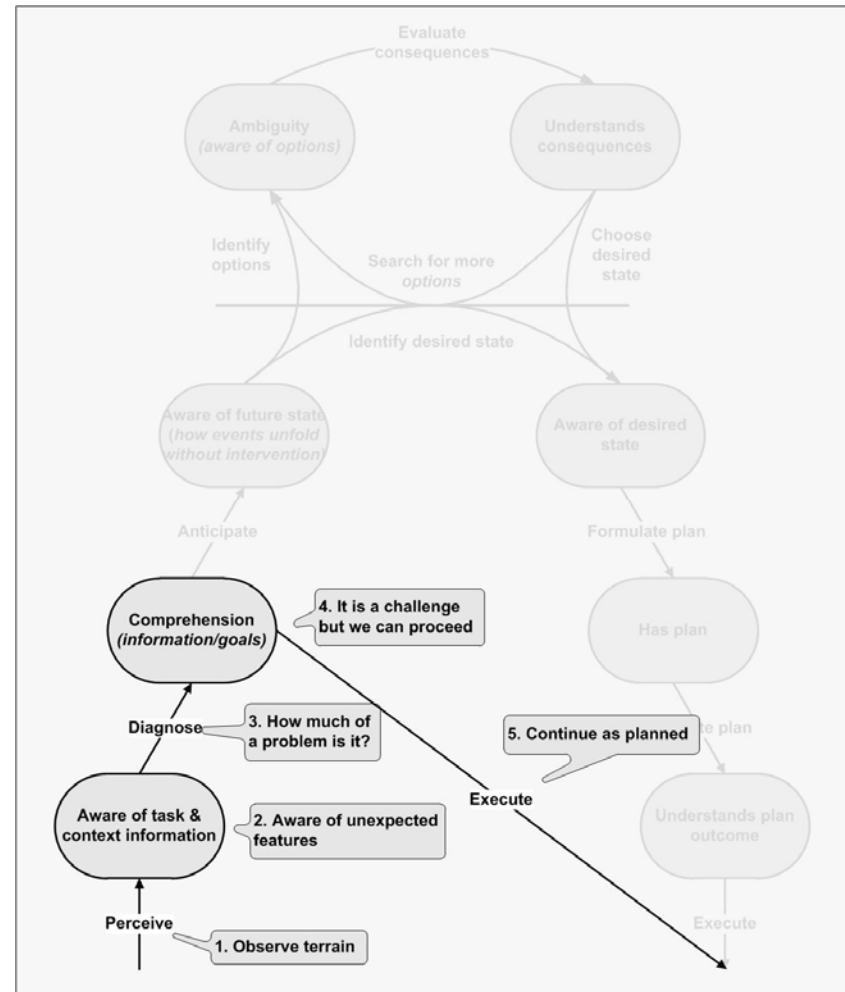 Evaluate
consequences
Ambiguity
(aware of options)
Understands
consequences
Identify
options
Search for more
options
Choose
desired
state
Identify desired state
Aware of future state
(how events unfold
without intervention)
Aware of desired
state
Anticipate
Formulate plan
Comprehension
(information/goals)
4. It is a challenge
but we can proceed
Has plan
Diagnose
3. How much of
a problem is it?
5. Continue as planned
plan
Execute
Aware of task &
context information
2. Aware of unexpected
features
Understands plan
outcome
Perceive
1. Observe terrain
Execute